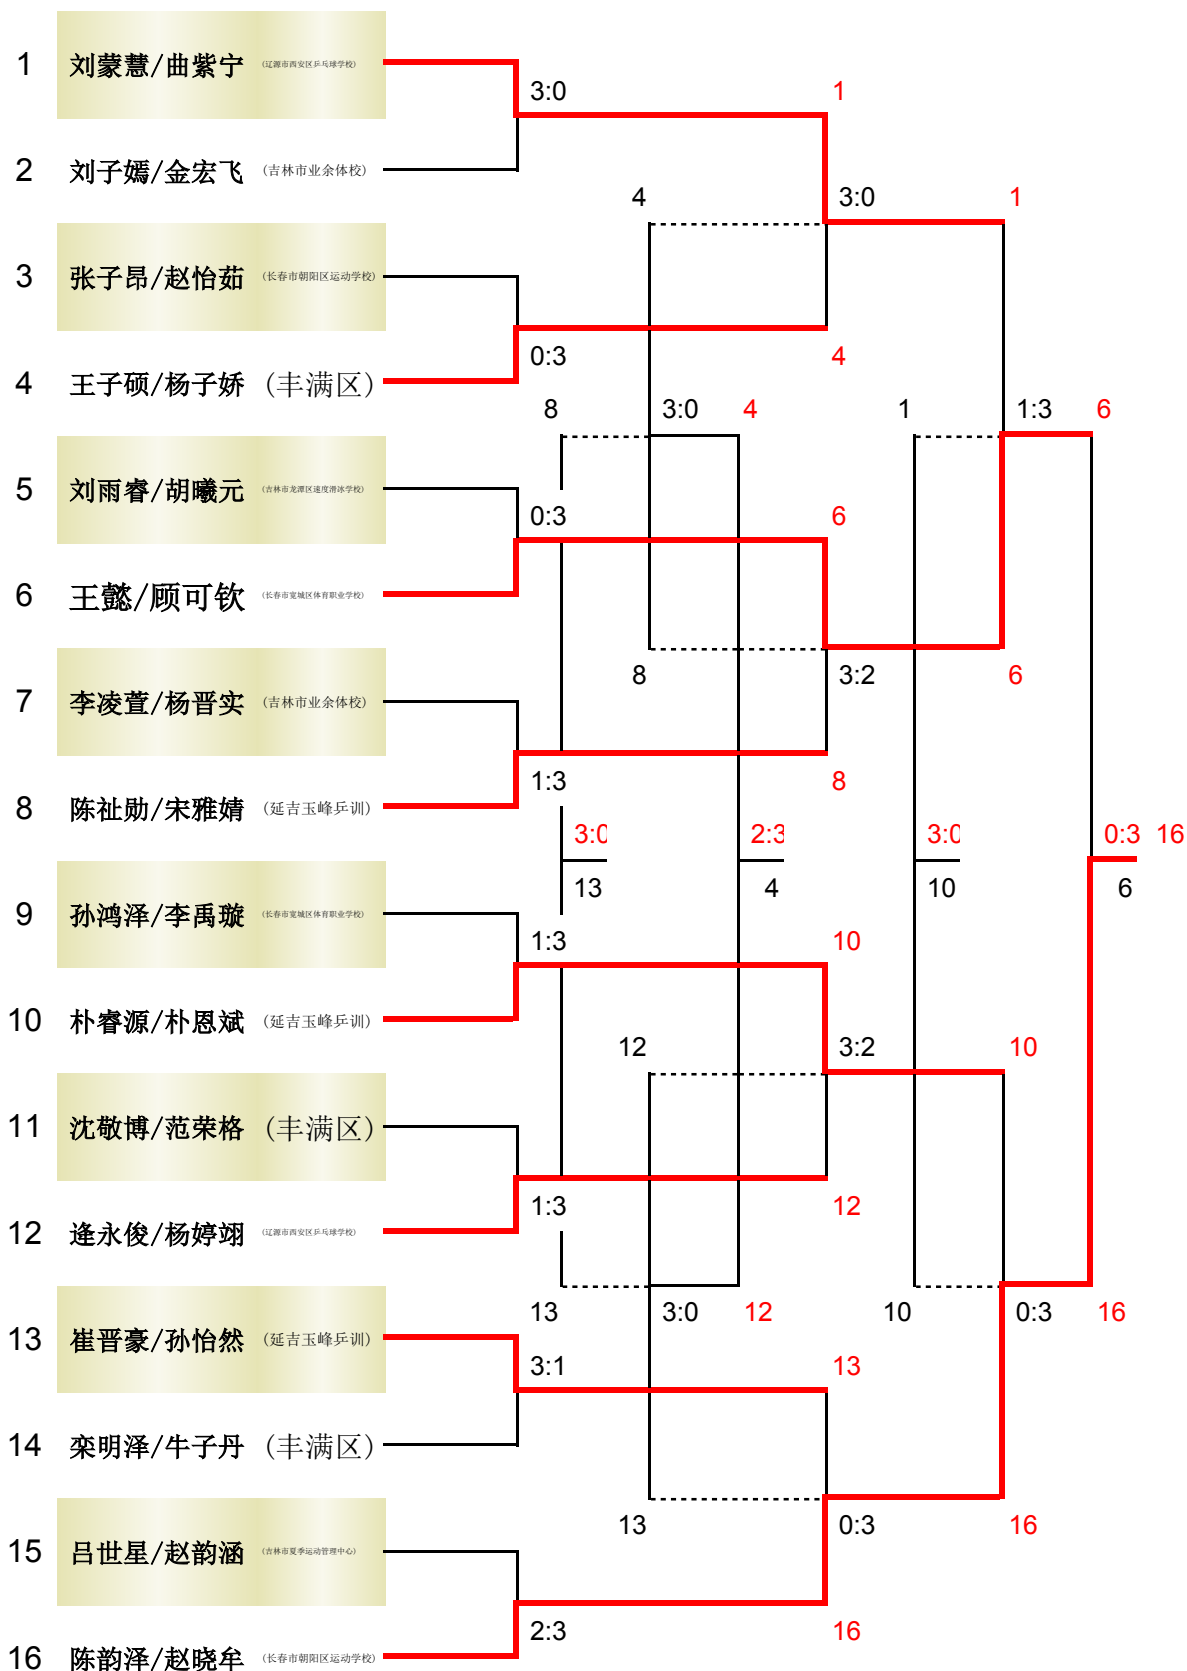 1 刘蒙慧/曲紫宁 (辽源市西安区乒乓球学校)
3:0 1
2 刘子嫣/金宏飞 (吉林市业余体校)
4 3:0 1
3 张子昂/赵怡茹 (长春市朝阳区运动学校)
0:3 4
4 王子硕/杨子娇 (丰满区)
8 3:0 4 1 1:3 6
5 刘雨睿/胡曦元 (吉林市龙潭区速度滑冰学校)
0:3 6
6 王懿/顾可钦 (长春市宽城区体育职业学校)
8 3:2 6
7 李凌萱/杨晋实 (吉林市业余体校)
1:3 8
8 陈祉勋/宋雅婧 (延吉玉峰乒训)
3:0 2:3 3:0 0:3 16
13 4 10 6
9 孙鸿泽/李禹璇 (长春市宽城区体育职业学校)
1:3 10
10 朴睿源/朴恩斌 (延吉玉峰乒训)
12 3:2 10
11 沈敬博/范荣格 (丰满区)
1:3 12
12 逄永俊/杨婷翊 (辽源市西安区乒乓球学校)
13 3:0 12 10 0:3 16
13 崔晋豪/孙怡然 (延吉玉峰乒训)
3:1 13
14 栾明泽/牛子丹 (丰满区)
13 0:3 16
15 吕世星/赵韵涵 (吉林市夏季运动管理中心)
2:3 16
16 陈韵泽/赵晓牟 (长春市朝阳区运动学校)